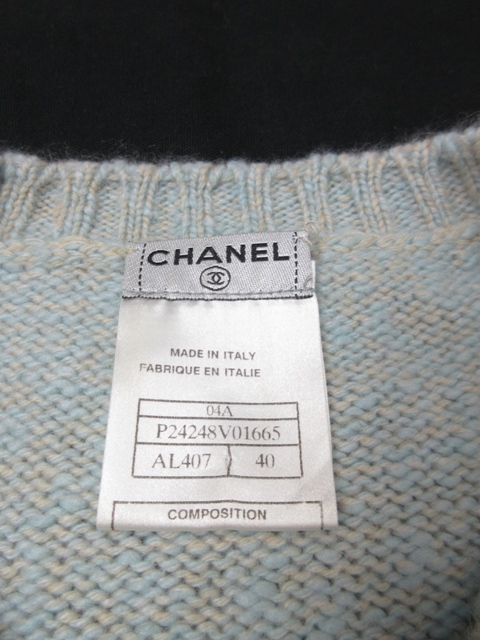 CHANEL
MADE IN ITALY
FABRIQUE EN ITALIE
04A
P24248V01665
AL407 40
COMPOSITION